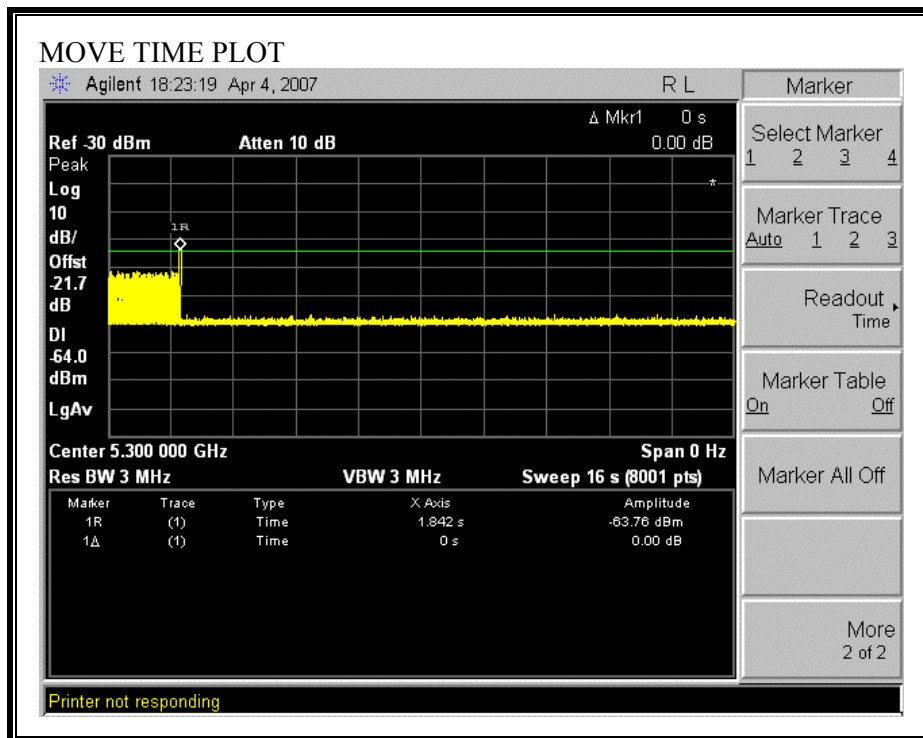 MOVE TIME PLOT
Agilent 18:23:19 Apr 4, 2007 R L
Δ Mkr1 0 s
Ref -30 dBm Atten 10 dB 0.00 dB
Peak
Log
10
dB/
Offst
-21.7
dB
DI
-64.0
dBm
LgAv
1R
*
Center 5.300 000 GHz Span 0 Hz
Res BW 3 MHz VBW 3 MHz Sweep 16 s (8001 pts)
Marker Trace Type X Axis Amplitude
1R (1) Time 1.842 s -63.76 dBm
1Δ (1) Time 0 s 0.00 dB
Printer not responding
Marker
Select Marker
1 2 3 4
Marker Trace
Auto 1 2 3
Readout
Time
Marker Table
On Off
Marker All Off
More
2 of 2